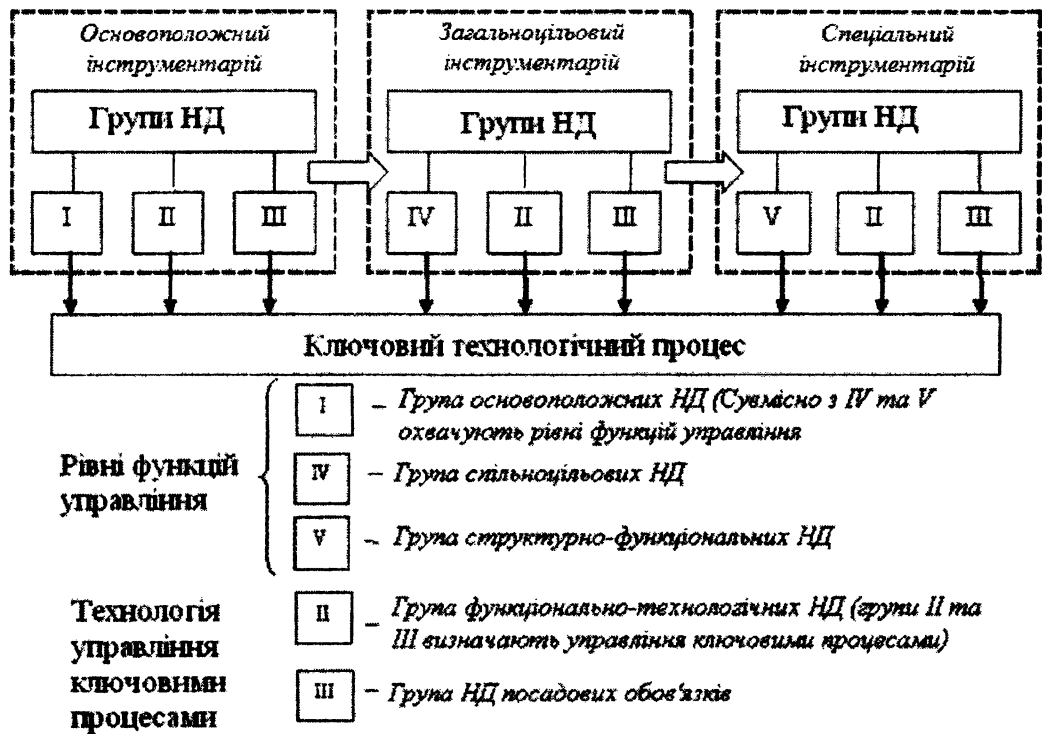 Основоположний
інструментарій
Групи НД
I
II
III
Загальноцільовий
інструментарій
Групи НД
IV
II
III
Спеціальний
інструментарій
Групи НД
V
II
III
Ключовий технологічний процес
Рівні функцій
управління
I
– Група основоположних НД (Сувмісно з IV та V
охвачують рівні функцій управління
IV
– Група спільноцільових НД
V
– Група структурно-функціональних НД
Технологія
управління
ключовими
процесами
II
– Група функціонально-технологічних НД (групи II та
III визначають управління ключовими процесами)
III
– Група НД посадових обов'язків